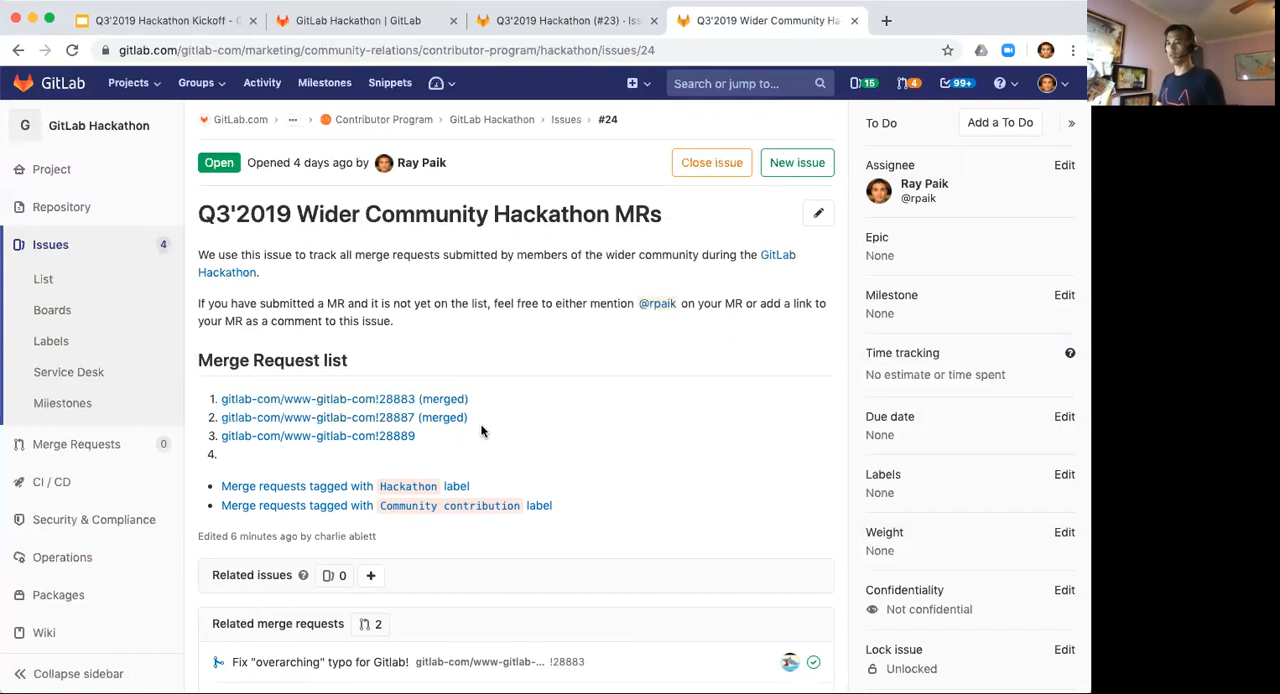 Q3'2019 Hackathon Kickoff - G
GitLab Hackathon | GitLab
Q3'2019 Hackathon (#23) · Iss
Q3'2019 Wider Community Ha
gitlab.com/gitlab-com/marketing/community-relations/contributor-program/hackathon/issues/24
GitLab Projects Groups Activity Milestones Snippets Search or jump to... 15 4 99+
G GitLab Hackathon
Project
Repository
Issues 4
List
Boards
Labels
Service Desk
Milestones
Merge Requests 0
CI / CD
Security & Compliance
Operations
Packages
Wiki
Collapse sidebar
GitLab.com > ... > Contributor Program > GitLab Hackathon > Issues > #24
Open Opened 4 days ago by Ray Paik Close issue New issue
Q3'2019 Wider Community Hackathon MRs
We use this issue to track all merge requests submitted by members of the wider community during the GitLab
Hackathon.
If you have submitted a MR and it is not yet on the list, feel free to either mention @rpaik on your MR or add a link to
your MR as a comment to this issue.
Merge Request list
1. gitlab-com/www-gitlab-com!28883 (merged)
2. gitlab-com/www-gitlab-com!28887 (merged)
3. gitlab-com/www-gitlab-com!28889
4.
• Merge requests tagged with Hackathon label
• Merge requests tagged with Community contribution label
Edited 6 minutes ago by charlie ablett
Related issues 0
Related merge requests 2
Fix "overarching" typo for Gitlab! gitlab-com/www-gitlab-... !28883
To Do Add a To Do
Assignee Edit
Ray Paik
@rpaik
Epic
None
Milestone Edit
None
Time tracking
No estimate or time spent
Due date Edit
None
Labels Edit
None
Weight Edit
None
Confidentiality Edit
Not confidential
Lock issue Edit
Unlocked